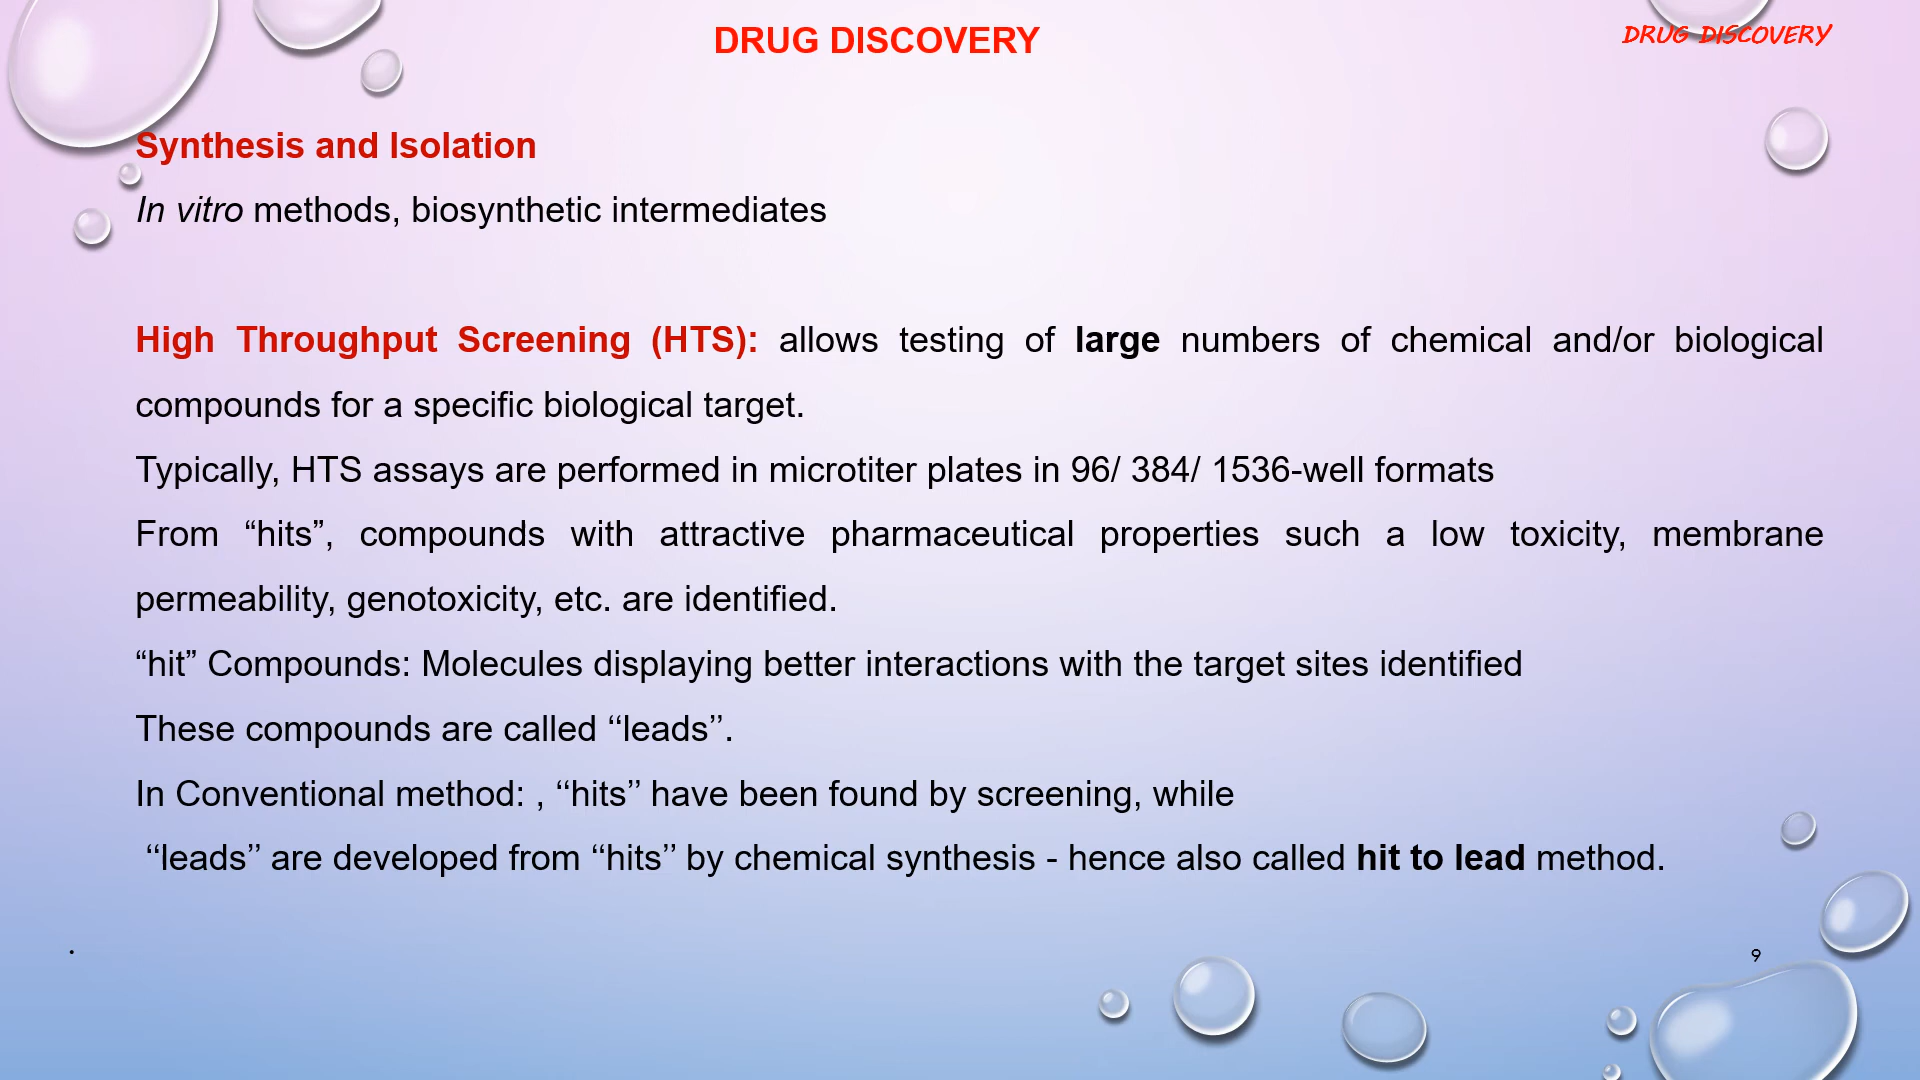 DRUG DISCOVERY
DRUG DISCOVERY
Synthesis and Isolation
In vitro methods, biosynthetic intermediates
High Throughput Screening (HTS): allows testing of large numbers of chemical and/or biological
compounds for a specific biological target.
Typically, HTS assays are performed in microtiter plates in 96/ 384/ 1536-well formats
From “hits”, compounds with attractive pharmaceutical properties such a low toxicity, membrane
permeability, genotoxicity, etc. are identified.
“hit” Compounds: Molecules displaying better interactions with the target sites identified
These compounds are called ‘‘leads’’.
In Conventional method: , ‘‘hits’’ have been found by screening, while
‘‘leads’’ are developed from ‘‘hits’’ by chemical synthesis - hence also called hit to lead method.
.
9